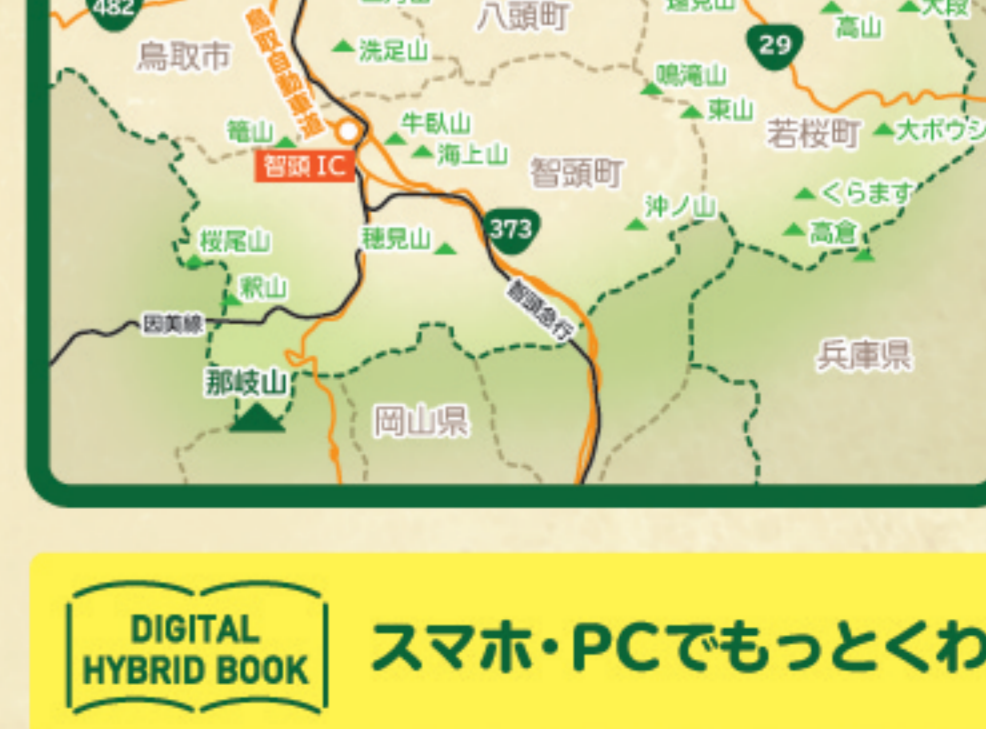 482
八頭町
大段
高山
29
鳥取市
鳥取自動車道
洗足山
鳴滝山
東山
若桜町
大ボウシ
篭山
牛臥山
海上山
智頭IC
智頭町
くらます
沖ノ山
高倉
373
穂見山
桜尾山
釈山
因美線
智頭急行
那岐山
岡山県
兵庫県
DIGITAL
HYBRID BOOK
スマホ・PCでもっとくわ